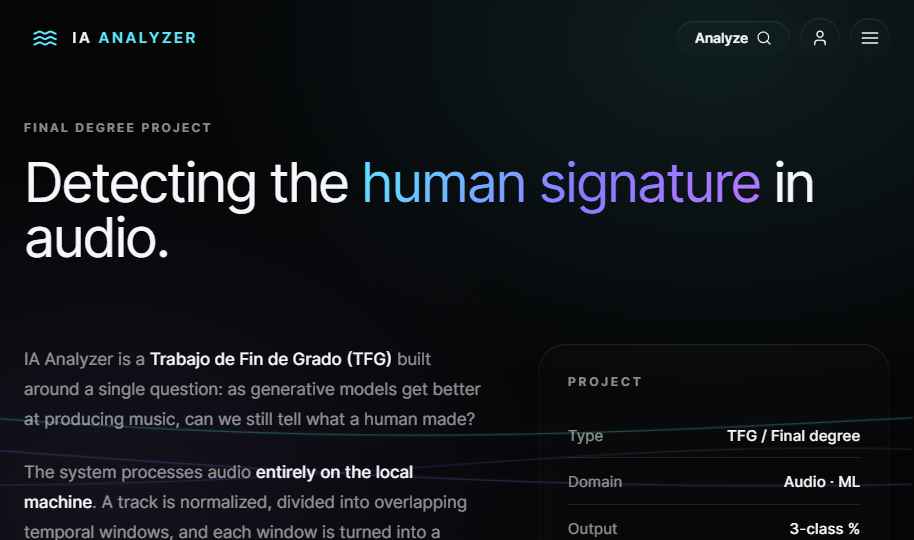 IA ANALYZER
Analyze
FINAL DEGREE PROJECT
Detecting the human signature in
audio.
IA Analyzer is a Trabajo de Fin de Grado (TFG) built
around a single question: as generative models get better
at producing music, can we still tell what a human made?
The system processes audio entirely on the local
machine. A track is normalized, divided into overlapping
temporal windows, and each window is turned into a
PROJECT
Type TFG / Final degree
Domain Audio · ML
Output 3-class %